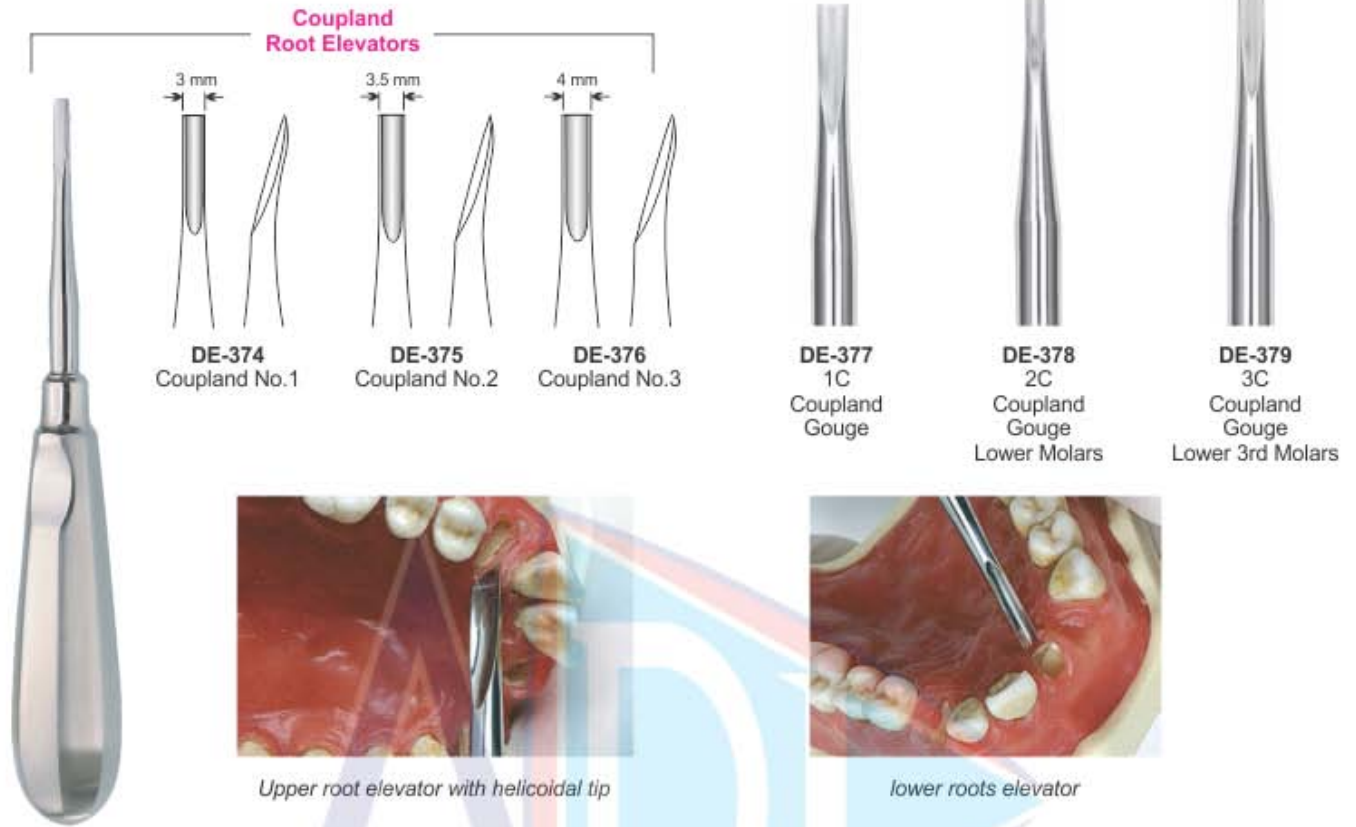 Coupland
Root Elevators
3 mm
3.5 mm
4 mm
DE-374
Coupland No.1
DE-375
Coupland No.2
DE-376
Coupland No.3
DE-377
1C
Coupland
Gouge
DE-378
2C
Coupland
Gouge
Lower Molars
DE-379
3C
Coupland
Gouge
Lower 3rd Molars
Upper root elevator with helicoidal tip
lower roots elevator